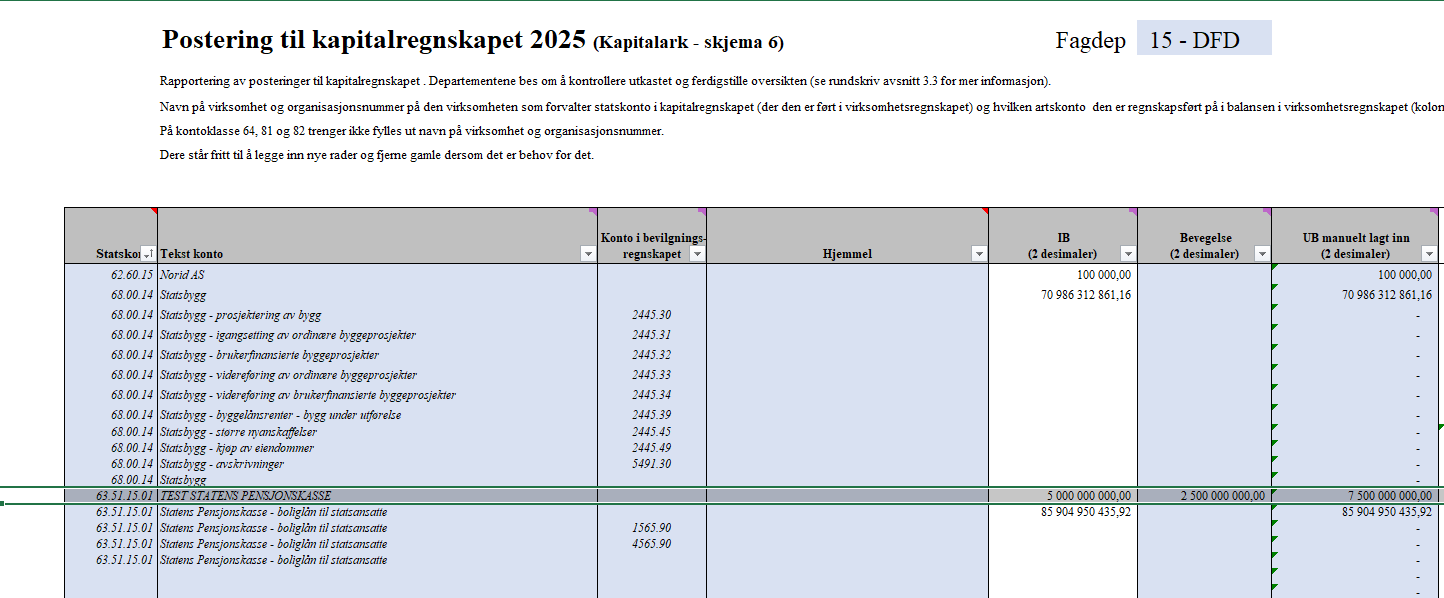 Postering til kapitalregnskapet 2025 (Kapitalark - skjema 6) Fagdep 15 - DFD
Rapportering av posteringer til kapitalregnskapet . Departementene bes om å kontrollere utkastet og ferdigstille oversikten (se rundskriv avsnitt 3.3 for mer informasjon).
Navn på virksomhet og organisasjonsnummer på den virksomheten som forvalter statskonto i kapitalregnskapet (der den er ført i virksomhetsregnskapet) og hvilken artskonto den er regnskapsført på i balansen i virksomhetsregnskapet (kolon
På kontoklasse 64, 81 og 82 trenger ikke fylles ut navn på virksomhet og organisasjonsnummer.
Dere står fritt til å legge inn nye rader og fjerne gamle dersom det er behov for det.
Konto i bevilgnings- IB Bevegelse UB manuelt lagt inn
Statskon Tekst konto regnskapet Hjemmel (2 desimaler) (2 desimaler) (2 desimaler)
62.60.15 Norid AS 100 000,00 100 000,00
68.00.14 Statsbygg 70 986 312 861,16 70 986 312 861,16
68.00.14 Statsbygg - prosjektering av bygg 2445.30 -
68.00.14 Statsbygg - igangsetting av ordinære byggeprosjekter 2445.31 -
68.00.14 Statsbygg - brukerfinansierte byggeprosjekter 2445.32 -
68.00.14 Statsbygg - videreføring av ordinære byggeprosjekter 2445.33 -
68.00.14 Statsbygg - videreføring av brukerfinansierte byggeprosjekter 2445.34 -
68.00.14 Statsbygg - byggelånsrenter - bygg under utførelse 2445.39 -
68.00.14 Statsbygg - større nyanskaffelser 2445.45 -
68.00.14 Statsbygg - kjøp av eiendommer 2445.49 -
68.00.14 Statsbygg - avskrivninger 5491.30 -
68.00.14 Statsbygg -
63.51.15.01 TEST STATENS PENSJONSKASSE 5 000 000 000,00 2 500 000 000,00 7 500 000 000,00
63.51.15.01 Statens Pensjonskasse - boliglån til statsansatte 85 904 950 435,92 85 904 950 435,92
63.51.15.01 Statens Pensjonskasse - boliglån til statsansatte 1565.90 -
63.51.15.01 Statens Pensjonskasse - boliglån til statsansatte 4565.90 -
63.51.15.01 Statens Pensjonskasse - boliglån til statsansatte -
-
-